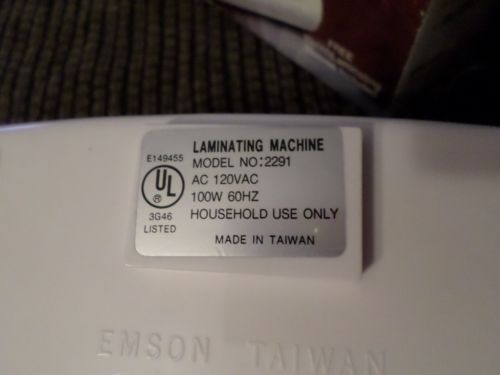 FREE
LAMINATING MACHINE
E149455
MODEL NO:2291
UL
®
AC 120VAC
100W 60HZ
3G46
LISTED
HOUSEHOLD USE ONLY
MADE IN TAIWAN
EMSON TAIWAN